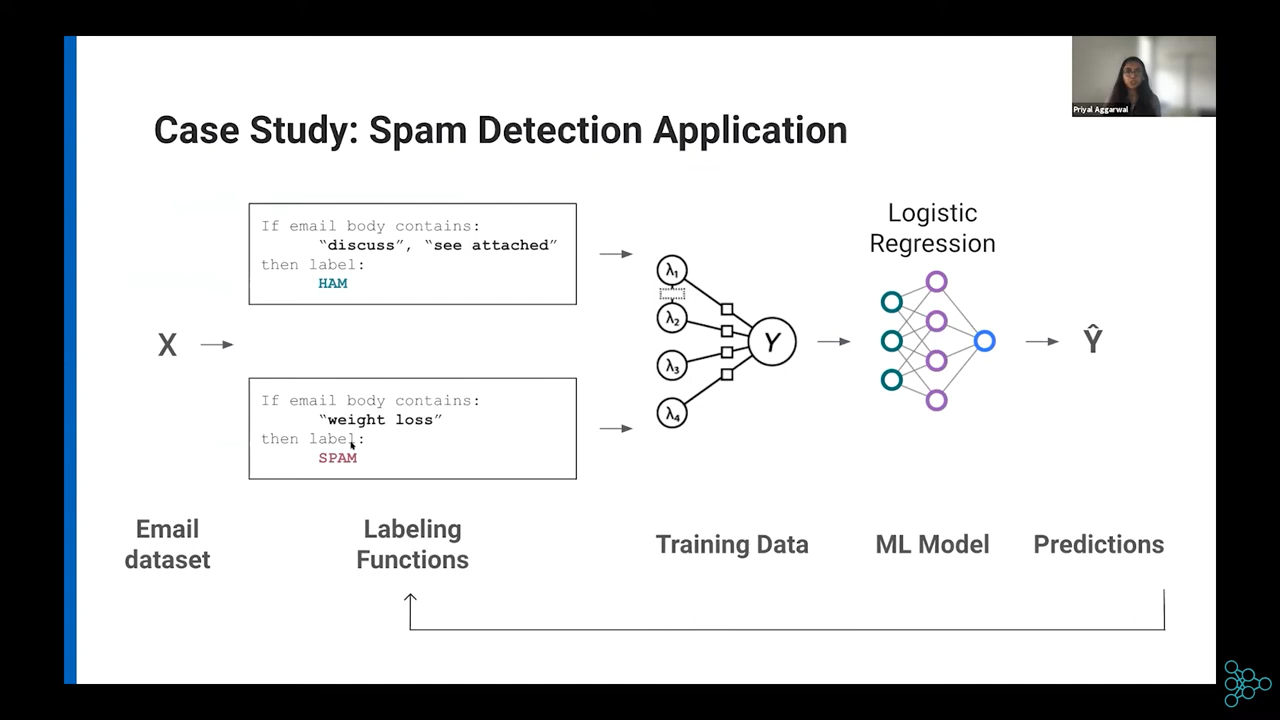 Priyal Aggarwal
Case Study: Spam Detection Application
If email body contains:
“discuss”, “see attached”
then label:
HAM
If email body contains:
“weight loss”
then label:
SPAM
X
λ1
λ2
λ3
λ4
Y
Logistic
Regression
Ŷ
Email
dataset
Labeling
Functions
Training Data
ML Model
Predictions